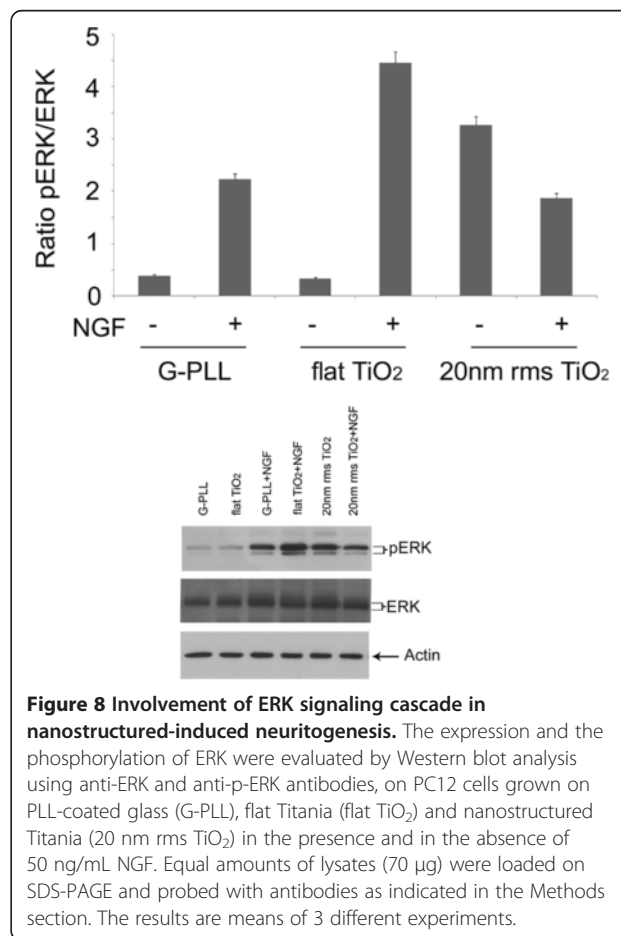 5
4
3
2
1
0
Ratio pERK/ERK
NGF - + - + - +
G-PLL flat TiO₂ 20nm rms TiO₂
G-PLL
flat TiO₂
G-PLL+NGF
flat TiO₂+NGF
20nm rms TiO₂
20nm rms TiO₂+NGF
pERK
ERK
Actin
Figure 8 Involvement of ERK signaling cascade in
nanostructured-induced neuritogenesis. The expression and the
phosphorylation of ERK were evaluated by Western blot analysis
using anti-ERK and anti-p-ERK antibodies, on PC12 cells grown on
PLL-coated glass (G-PLL), flat Titania (flat TiO₂) and nanostructured
Titania (20 nm rms TiO₂) in the presence and in the absence of
50 ng/mL NGF. Equal amounts of lysates (70 μg) were loaded on
SDS-PAGE and probed with antibodies as indicated in the Methods
section. The results are means of 3 different experiments.